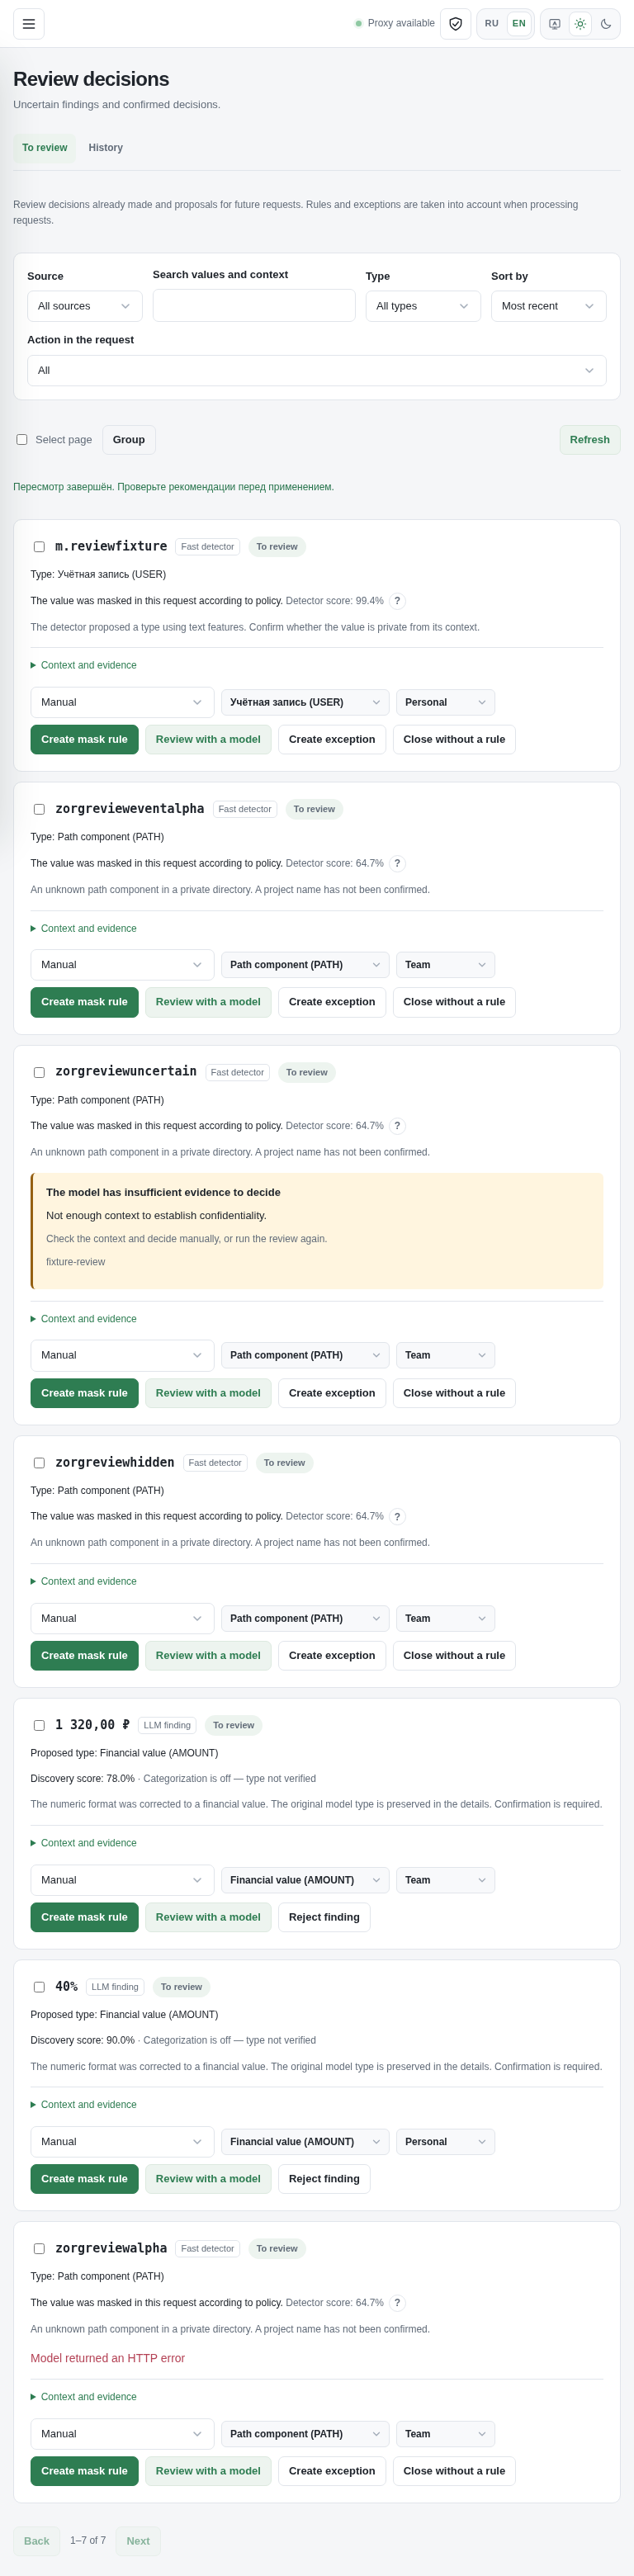 Proxy available
RU
EN
Review decisions
Uncertain findings and confirmed decisions.
To review
History
Review decisions already made and proposals for future requests. Rules and exceptions are taken into account when processing
requests.
Source
Search values and context
Type
Sort by
All sources
All types
Most recent
Action in the request
All
Select page
Group
Refresh
Пересмотр завершён. Проверьте рекомендации перед применением.
m.reviewfixture Fast detector To review
Type: Учётная запись (USER)
The value was masked in this request according to policy. Detector score: 99.4% ?
The detector proposed a type using text features. Confirm whether the value is private from its context.
Context and evidence
Manual Учётная запись (USER) Personal
Create mask rule Review with a model Create exception Close without a rule
zorgrevieweventalpha Fast detector To review
Type: Path component (PATH)
The value was masked in this request according to policy. Detector score: 64.7% ?
An unknown path component in a private directory. A project name has not been confirmed.
Context and evidence
Manual Path component (PATH) Team
Create mask rule Review with a model Create exception Close without a rule
zorgreviewuncertain Fast detector To review
Type: Path component (PATH)
The value was masked in this request according to policy. Detector score: 64.7% ?
An unknown path component in a private directory. A project name has not been confirmed.
The model has insufficient evidence to decide
Not enough context to establish confidentiality.
Check the context and decide manually, or run the review again.
fixture-review
Context and evidence
Manual Path component (PATH) Team
Create mask rule Review with a model Create exception Close without a rule
zorgreviewhidden Fast detector To review
Type: Path component (PATH)
The value was masked in this request according to policy. Detector score: 64.7% ?
An unknown path component in a private directory. A project name has not been confirmed.
Context and evidence
Manual Path component (PATH) Team
Create mask rule Review with a model Create exception Close without a rule
1 320,00 ₽ LLM finding To review
Proposed type: Financial value (AMOUNT)
Discovery score: 78.0% · Categorization is off — type not verified
The numeric format was corrected to a financial value. The original model type is preserved in the details. Confirmation is required.
Context and evidence
Manual Financial value (AMOUNT) Team
Create mask rule Review with a model Reject finding
40% LLM finding To review
Proposed type: Financial value (AMOUNT)
Discovery score: 90.0% · Categorization is off — type not verified
The numeric format was corrected to a financial value. The original model type is preserved in the details. Confirmation is required.
Context and evidence
Manual Financial value (AMOUNT) Personal
Create mask rule Review with a model Reject finding
zorgreviewalpha Fast detector To review
Type: Path component (PATH)
The value was masked in this request according to policy. Detector score: 64.7% ?
An unknown path component in a private directory. A project name has not been confirmed.
Model returned an HTTP error
Context and evidence
Manual Path component (PATH) Team
Create mask rule Review with a model Create exception Close without a rule
Back 1–7 of 7 Next